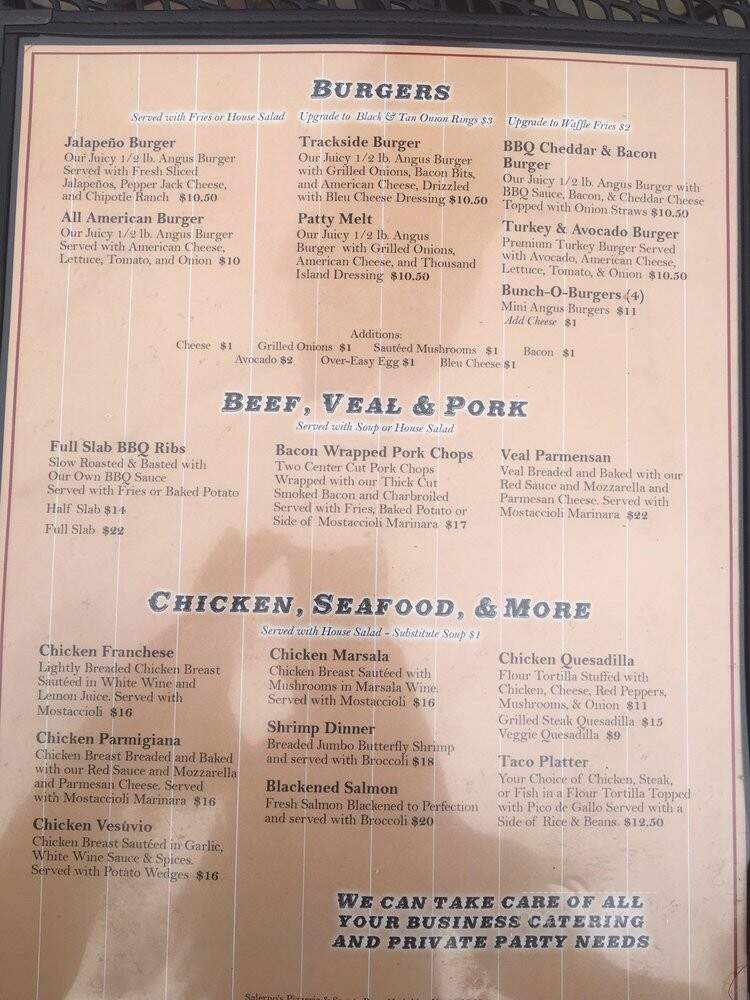 BURGERS
Served with Fries or House Salad Upgrade to Black & Tan Onion Rings $3 Upgrade to Waffle Fries $2
Jalapeño Burger
Our Juicy 1/2 lb. Angus Burger
Served with Fresh Sliced
Jalapeños, Pepper Jack Cheese,
and Chipotle Ranch $10.50
All American Burger
Our Juicy 1/2 lb. Angus Burger
Served with American Cheese,
Lettuce, Tomato, and Onion $10
Trackside Burger
Our Juicy 1/2 lb. Angus Burger
with Grilled Onions, Bacon Bits,
and American Cheese, Drizzled
with Bleu Cheese Dressing $10.50
Patty Melt
Our Juicy 1/2 lb. Angus
Burger with Grilled Onions,
American Cheese, and Thousand
Island Dressing $10.50
BBQ Cheddar & Bacon
Burger
Our Juicy 1/2 lb. Angus Burger with
BBQ Sauce, Bacon, & Cheddar Cheese
Topped with Onion Straws $10.50
Turkey & Avocado Burger
Premium Turkey Burger Served
with Avocado, American Cheese,
Lettuce, Tomato, & Onion $10.50
Bunch-O-Burgers (4)
Mini Angus Burgers $11
Add Cheese $1
Additions:
Cheese $1 Grilled Onions $1 Sautéed Mushrooms $1 Bacon $1
Avocado $2 Over-Easy Egg $1 Bleu Cheese $1
BEEF, VEAL & PORK
Served with Soup or House Salad
Full Slab BBQ Ribs
Slow Roasted & Basted with
Our Own BBQ Sauce
Served with Fries or Baked Potato
Half Slab $14
Full Slab $22
Bacon Wrapped Pork Chops
Two Center Cut Pork Chops
Wrapped with our Thick Cut
Smoked Bacon and Charbroiled
Served with Fries, Baked Potato or
Side of Mostaccioli Marinara $17
Veal Parmensan
Veal Breaded and Baked with our
Red Sauce and Mozzarella and
Parmesan Cheese. Served with
Mostaccioli Marinara $22
CHICKEN, SEAFOOD, & MORE
Served with House Salad - Substitute Soup $1
Chicken Franchese
Lightly Breaded Chicken Breast
Sautéed in White Wine and
Lemon Juice. Served with
Mostaccioli $16
Chicken Parmigiana
Chicken Breast Breaded and Baked
with our Red Sauce and Mozzarella
and Parmesan Cheese. Served
with Mostaccioli Marinara $16
Chicken Vesuvio
Chicken Breast Sautéed in Garlic,
White Wine Sauce & Spices.
Served with Potato Wedges $16
Chicken Marsala
Chicken Breast Sautéed with
Mushrooms in Marsala Wine.
Served with Mostaccioli $16
Shrimp Dinner
Breaded Jumbo Butterfly Shrimp
and served with Broccoli $18
Blackened Salmon
Fresh Salmon Blackened to Perfection
and served with Broccoli $20
Chicken Quesadilla
Flour Tortilla Stuffed with
Chicken, Cheese, Red Peppers,
Mushrooms, & Onion $11
Grilled Steak Quesadilla $15
Veggie Quesadilla $9
Taco Platter
Your Choice of Chicken, Steak,
or Fish in a Flour Tortilla Topped
with Pico de Gallo Served with a
Side of Rice & Beans $12.50
WE CAN TAKE CARE OF ALL
YOUR BUSINESS CATERING
AND PRIVATE PARTY NEEDS
Salerno's Pizzeria &